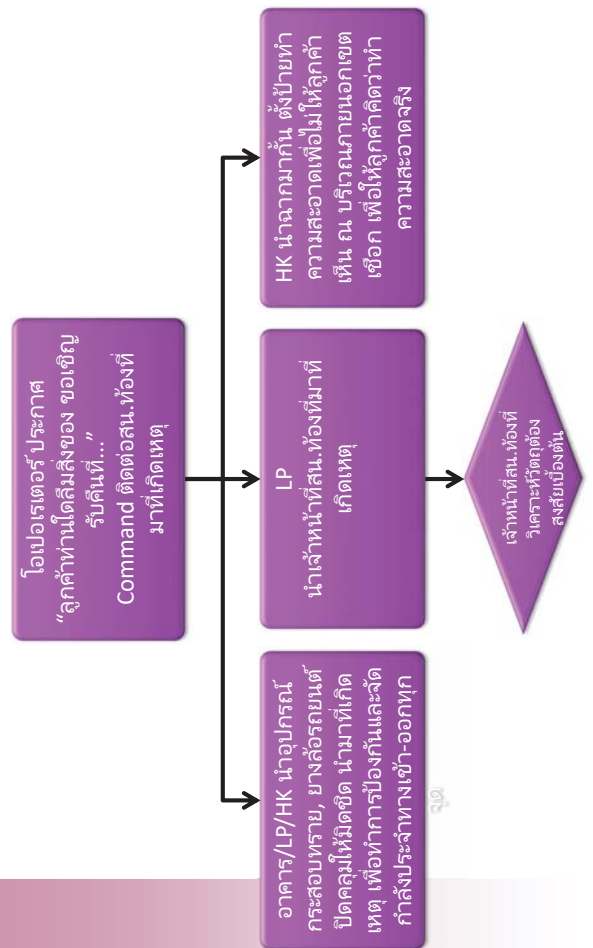 โอเปอเรเตอร์ ประกาศ
“ลูกค้าท่านใดลืมสิ่งของ ขอเชิญ
รับคืนที่...”
Command ติดต่อสน.ท้องที่
มาที่เกิดเหตุ
อาคาร/LP/HK นำอุปกรณ์
กระสอบทราย, ยางล้อรถยนต์
ปิดคลุมให้มิดชิด นำมาที่เกิด
เหตุ เพื่อทำการป้องกันและจัด
กำลังประจำทางเข้า-ออกทุก
จุด
LP
นำเจ้าหน้าที่สน.ท้องที่มาที่
เกิดเหตุ
HK นำฉากมากั้น ตั้งป้ายทำ
ความสะอาดเพื่อไม่ให้ลูกค้า
เห็น ณ บริเวณภายนอกเขต
เชือก เพื่อให้ลูกค้าคิดว่าทำ
ความสะอาดจริง
เจ้าหน้าที่สน.ท้องที่
วิเคราะห์วัตถุต้อง
สงสัยเบื้องต้น